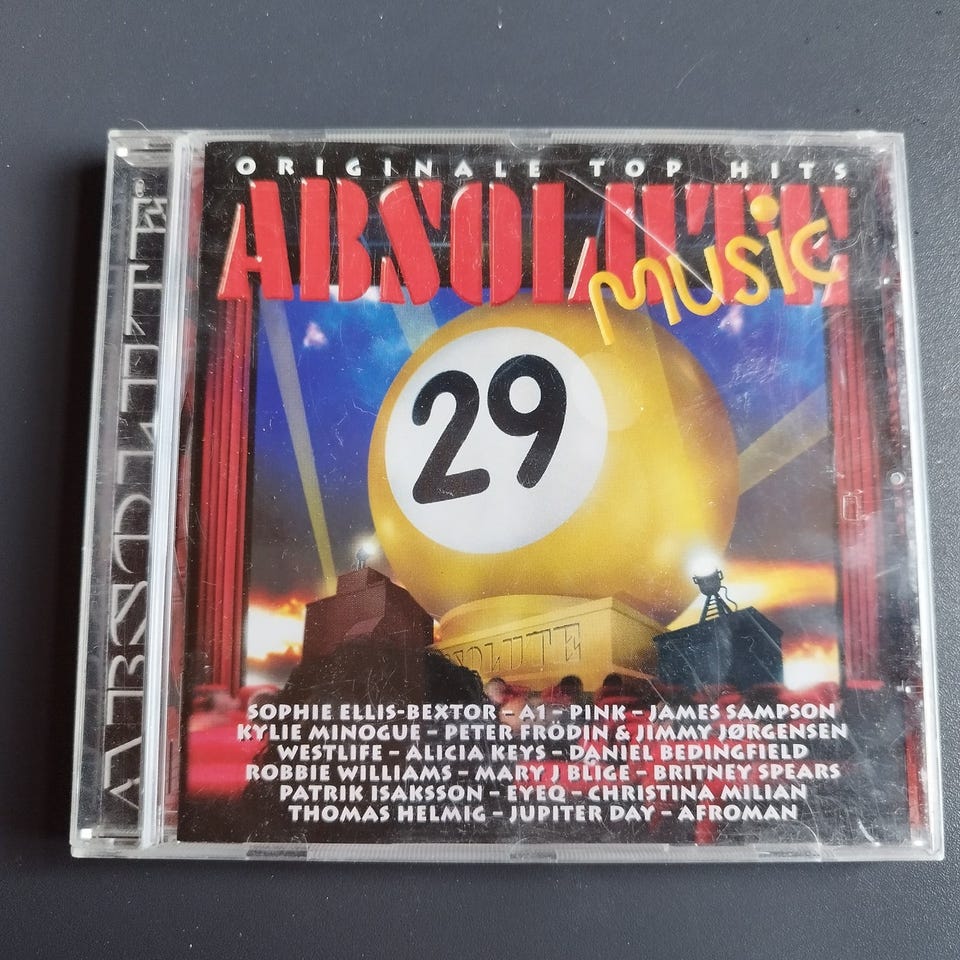 ORIGINALE TOP HITS
ABSOLUTE
music
29
SOLUTE
SOPHIE ELLIS-BEXTOR – A1 – PINK – JAMES SAMPSON
KYLIE MINOGUE – PETER FRÖDIN & JIMMY JØRGENSEN
WESTLIFE – ALICIA KEYS – DANIEL BEDINGFIELD
ROBBIE WILLIAMS – MARY J BLIGE – BRITNEY SPEARS
PATRIK ISAKSSON – EYEQ – CHRISTINA MILIAN
THOMAS HELMIG – JUPITER DAY – AFROMAN
ABSOLUTE